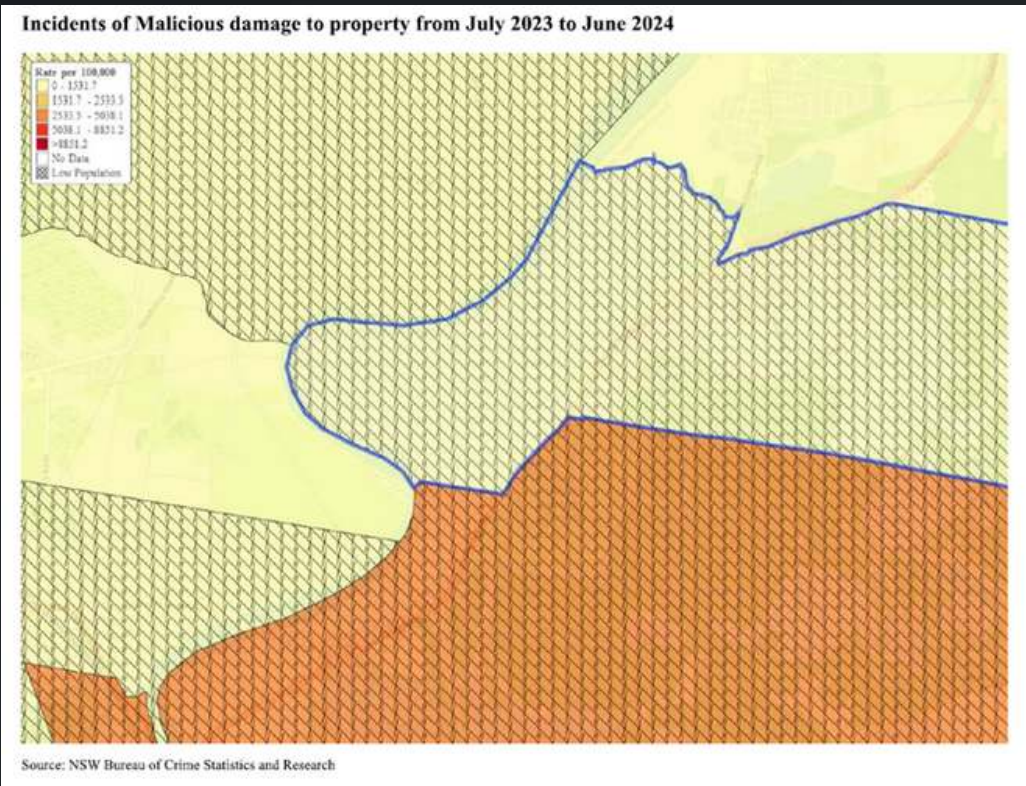 Incidents of Malicious damage to property from July 2023 to June 2024
Rate per 100,000
0 - 1531.7
1531.7 - 2533.5
2533.5 - 5038.1
5038.1 - 8851.2
>8851.2
No Data
Low Population
Source: NSW Bureau of Crime Statistics and Research